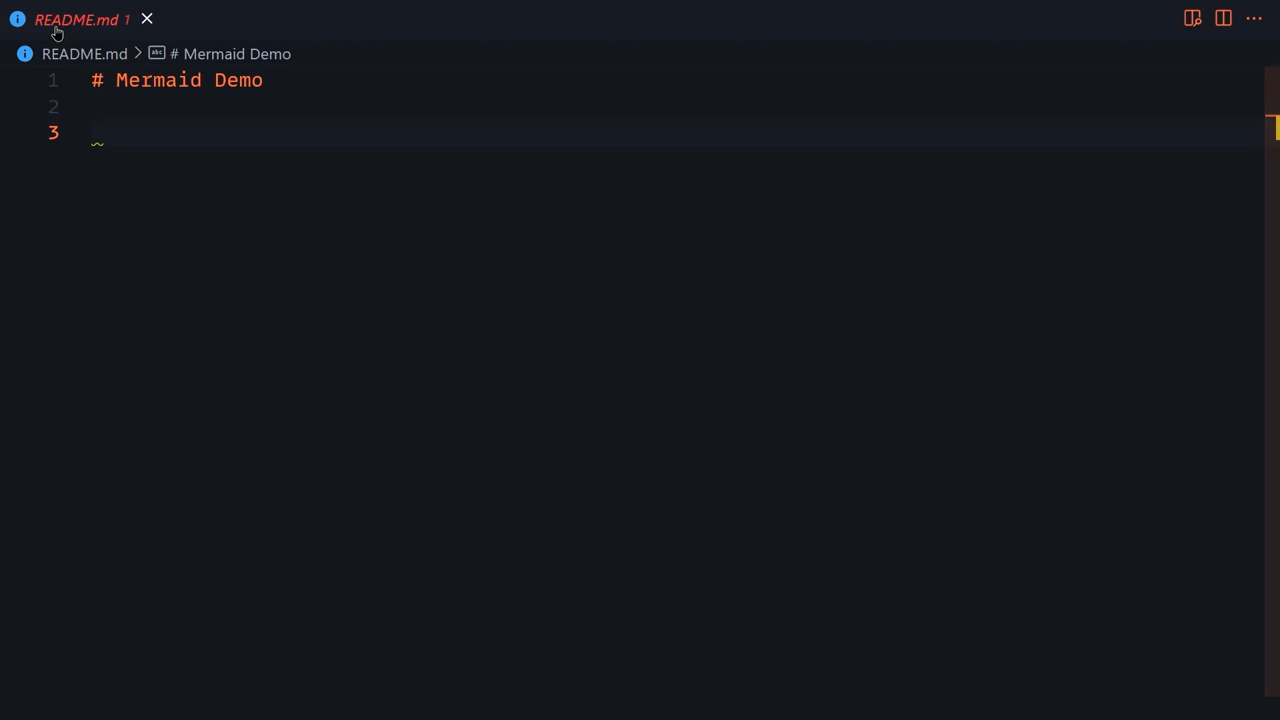 README.md 1
README.md > # Mermaid Demo
1 # Mermaid Demo
2
3